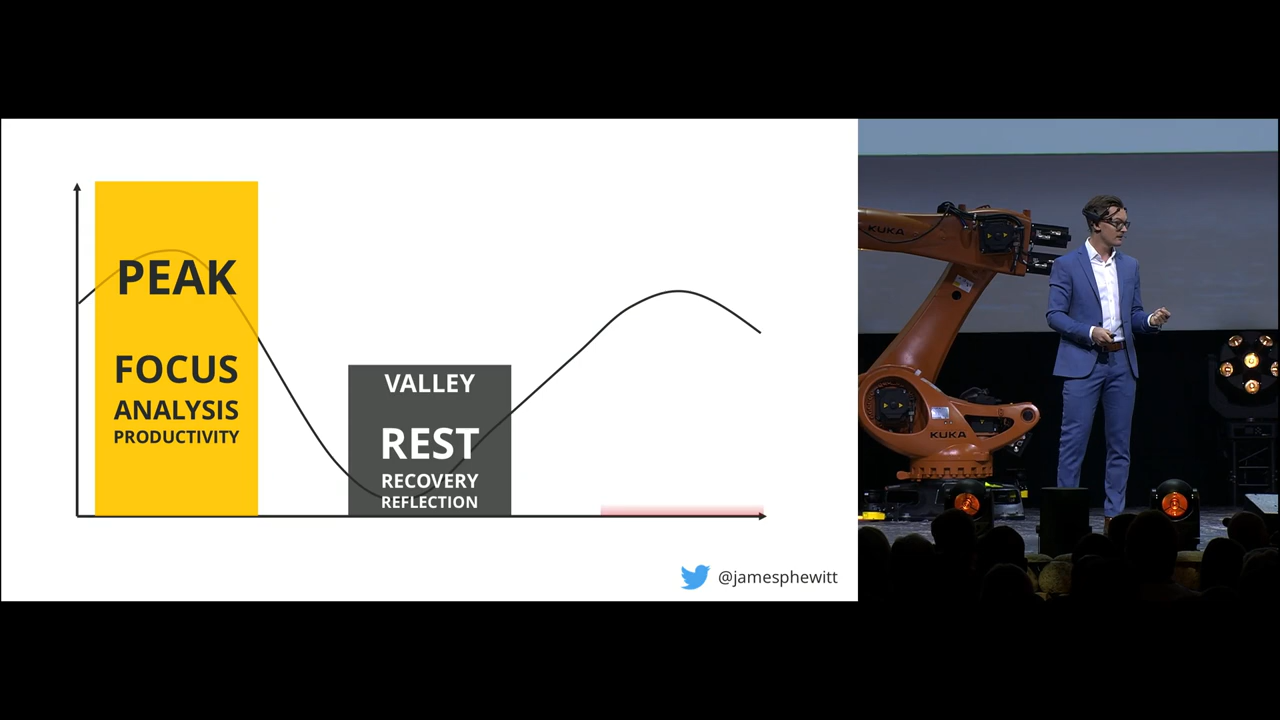 PEAK
FOCUS
ANALYSIS
PRODUCTIVITY
VALLEY
REST
RECOVERY
REFLECTION
@jamesphewitt
KUKA
KUKA